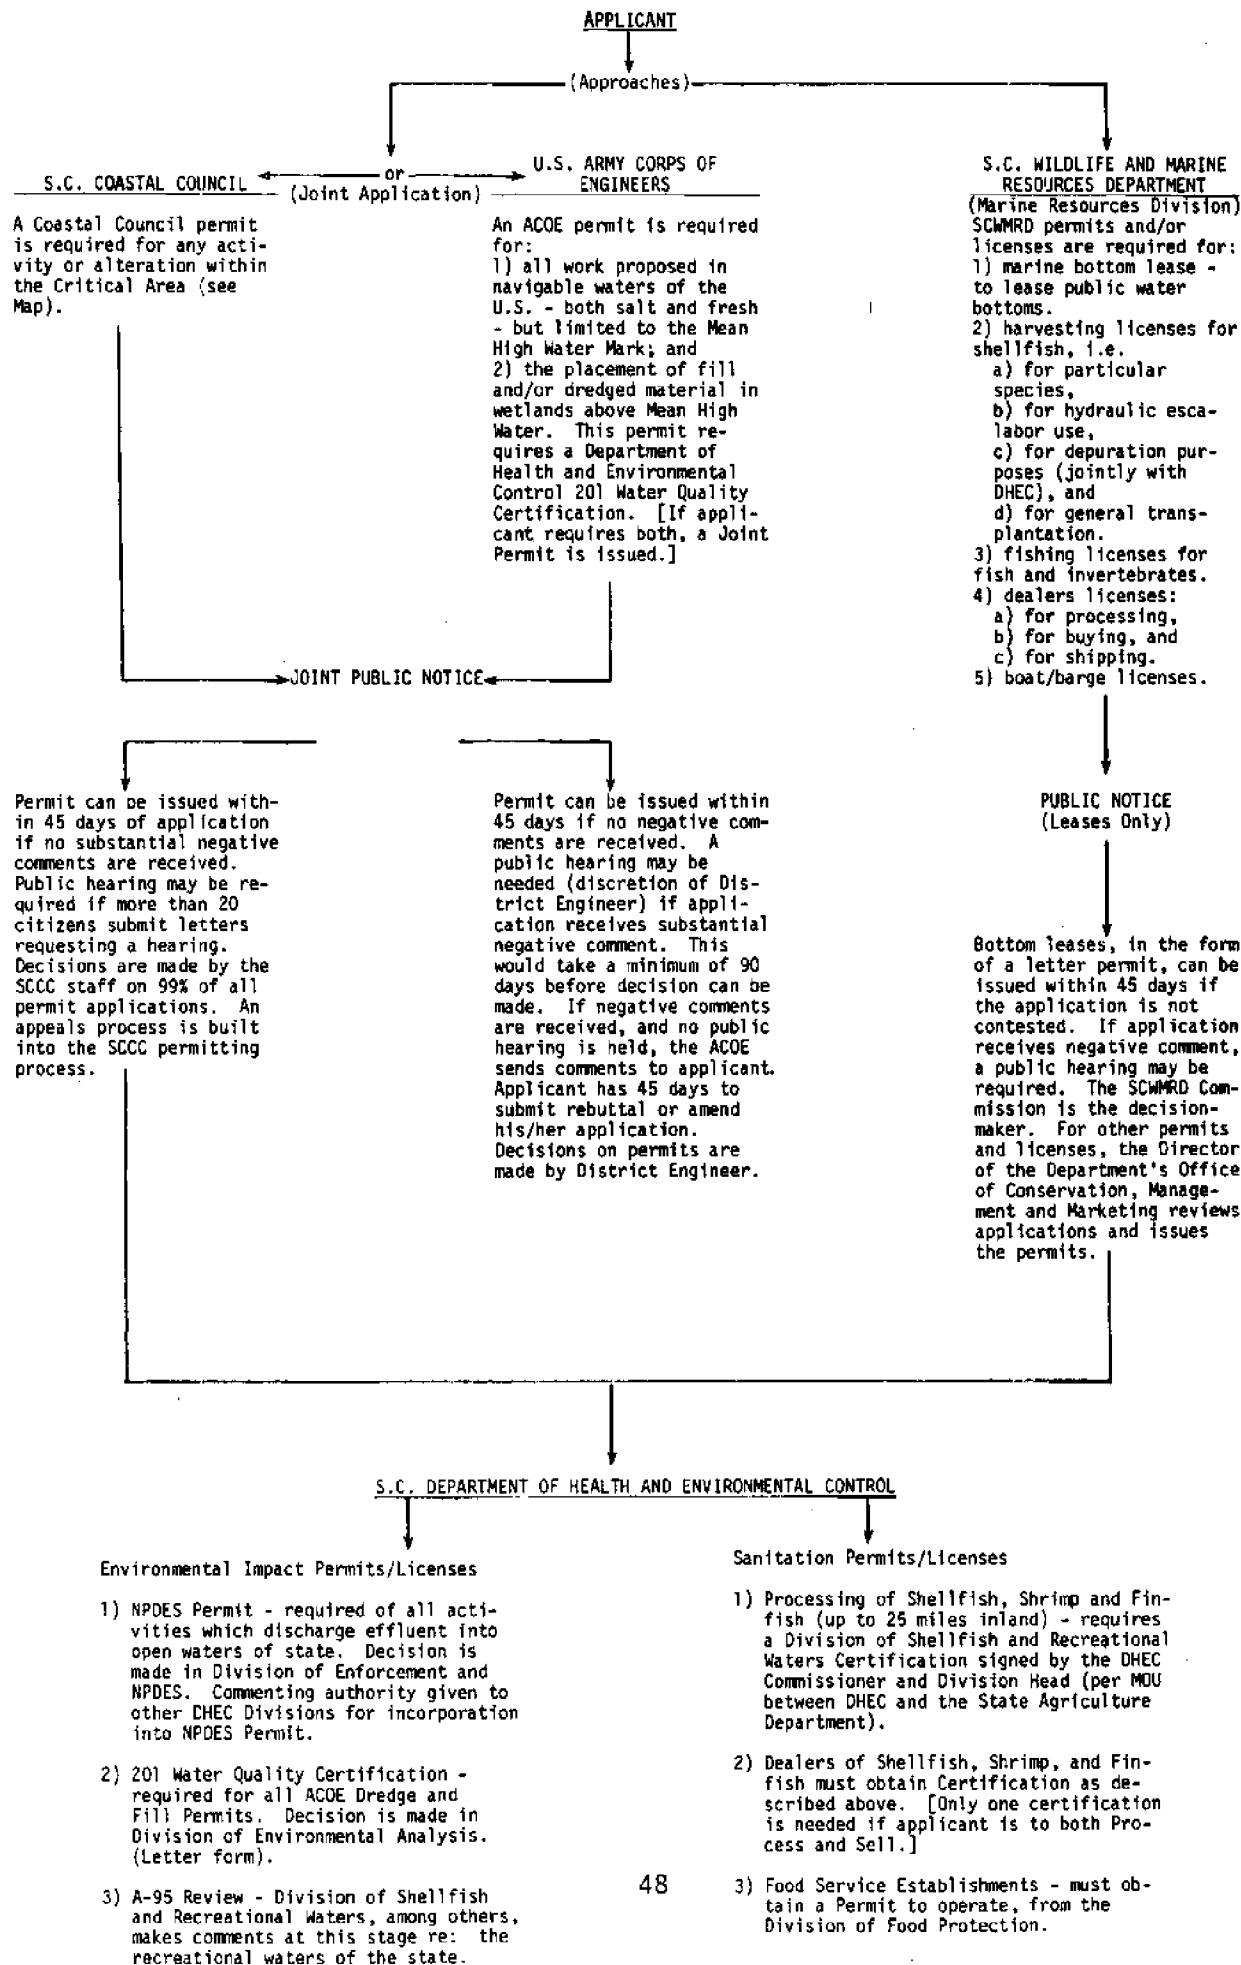 APPLICANT
(Approaches)
or
(Joint Application)
S.C. COASTAL COUNCIL
A Coastal Council permit
is required for any acti-
vity or alteration within
the Critical Area (see
Map).
U.S. ARMY CORPS OF
ENGINEERS
An ACOE permit is required
for:
1) all work proposed in
navigable waters of the
U.S. - both salt and fresh
- but limited to the Mean
High Water Mark; and
2) the placement of fill
and/or dredged material in
wetlands above Mean High
Water. This permit re-
quires a Department of
Health and Environmental
Control 201 Water Quality
Certification. [If appli-
cant requires both, a Joint
Permit is issued.]
S.C. WILDLIFE AND MARINE
RESOURCES DEPARTMENT
(Marine Resources Division)
SCWMRD permits and/or
licenses are required for:
1) marine bottom lease -
to lease public water
bottoms.
2) harvesting licenses for
shellfish, i.e.
a) for particular
species,
b) for hydraulic esca-
labor use,
c) for depuration pur-
poses (jointly with
DHEC), and
d) for general trans-
plantation.
3) fishing licenses for
fish and invertebrates.
4) dealers licenses:
a) for processing,
b) for buying, and
c) for shipping.
5) boat/barge licenses.
JOINT PUBLIC NOTICE
Permit can be issued with-
in 45 days of application
if no substantial negative
comments are received.
Public hearing may be re-
quired if more than 20
citizens submit letters
requesting a hearing.
Decisions are made by the
SCCC staff on 99% of all
permit applications. An
appeals process is built
into the SCCC permitting
process.
Permit can be issued within
45 days if no negative com-
ments are received. A
public hearing may be
needed (discretion of Dis-
trict Engineer) if appli-
cation receives substantial
negative comment. This
would take a minimum of 90
days before decision can be
made. If negative comments
are received, and no public
hearing is held, the ACOE
sends comments to applicant.
Applicant has 45 days to
submit rebuttal or amend
his/her application.
Decisions on permits are
made by District Engineer.
PUBLIC NOTICE
(Leases Only)
Bottom leases, in the form
of a letter permit, can be
issued within 45 days if
the application is not
contested. If application
receives negative comment,
a public hearing may be
required. The SCWMRD Com-
mission is the decision-
maker. For other permits
and licenses, the Director
of the Department's Office
of Conservation, Manage-
ment and Marketing reviews
applications and issues
the permits.
S.C. DEPARTMENT OF HEALTH AND ENVIRONMENTAL CONTROL
Environmental Impact Permits/Licenses
1) NPDES Permit - required of all acti-
vities which discharge effluent into
open waters of state. Decision is
made in Division of Enforcement and
NPDES. Commenting authority given to
other DHEC Divisions for incorporation
into NPDES Permit.
2) 201 Water Quality Certification -
required for all ACOE Dredge and
Fill Permits. Decision is made in
Division of Environmental Analysis.
(Letter form).
3) A-95 Review - Division of Shellfish
and Recreational Waters, among others,
makes comments at this stage re: the
recreational waters of the state.
Sanitation Permits/Licenses
1) Processing of Shellfish, Shrimp and Fin-
fish (up to 25 miles inland) - requires
a Division of Shellfish and Recreational
Waters Certification signed by the DHEC
Commissioner and Division Head (per MOU
between DHEC and the State Agriculture
Department).
2) Dealers of Shellfish, Shrimp, and Fin-
fish must obtain Certification as de-
scribed above. [Only one certification
is needed if applicant is to both Pro-
cess and Sell.]
3) Food Service Establishments - must ob-
tain a Permit to operate, from the
Division of Food Protection.
48